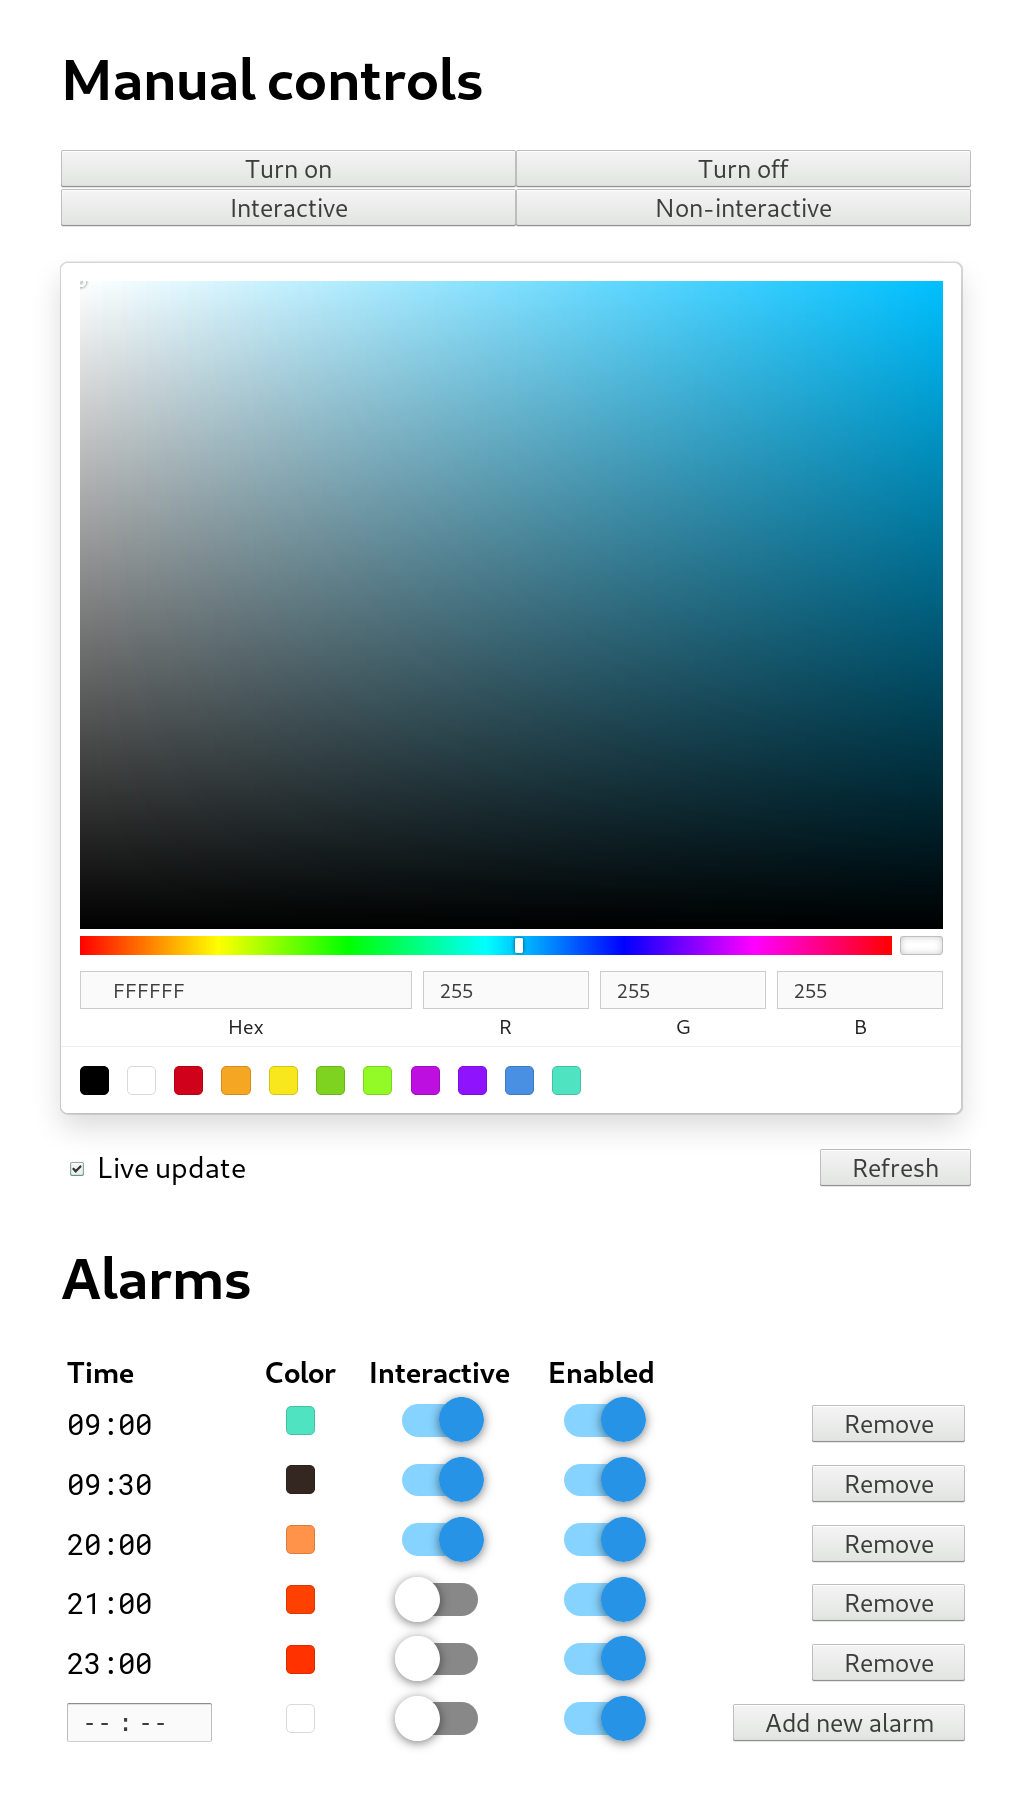 Manual controls
Turn on Turn off
Interactive Non-interactive
FFFFFF 255 255 255
Hex R G B
Live update Refresh
Alarms
Time Color Interactive Enabled
09:00 Remove
09:30 Remove
20:00 Remove
21:00 Remove
23:00 Remove
--:-- Add new alarm